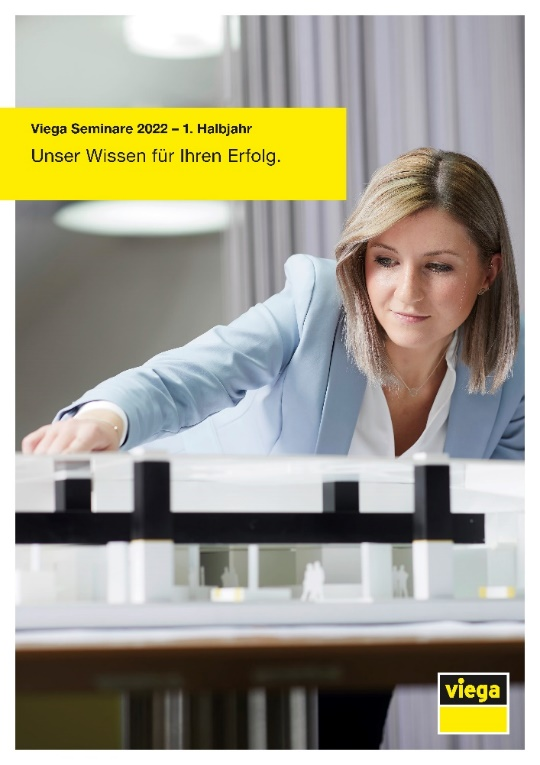 Viega Seminare 2022 – 1. Halbjahr
Unser Wissen für Ihren Erfolg.
viega